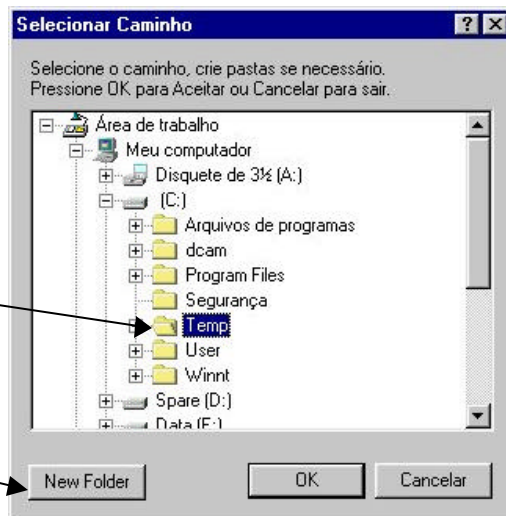 Selecionar Caminho
Selecione o caminho, crie pastas se necessário.
Pressione OK para Aceitar ou Cancelar para sair.
Área de trabalho
Meu computador
Disquete de 3½ (A:)
(C:)
Arquivos de programas
dcam
Program Files
Segurança
Temp
User
Winnt
Spare (D:)
Data (E:)
New Folder OK Cancelar